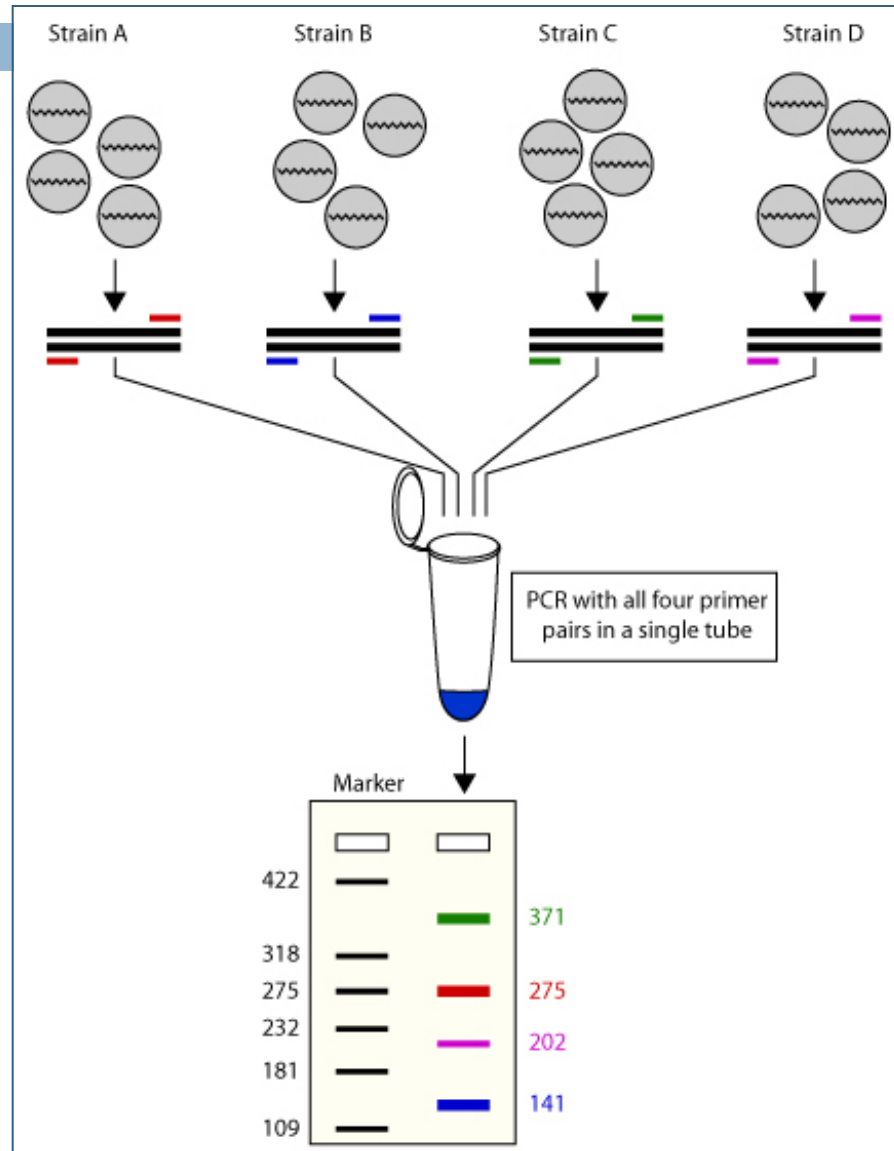 Strain A
Strain B
Strain C
Strain D
PCR with all four primer
pairs in a single tube
Marker
422
371
318
275
275
232
202
181
141
109